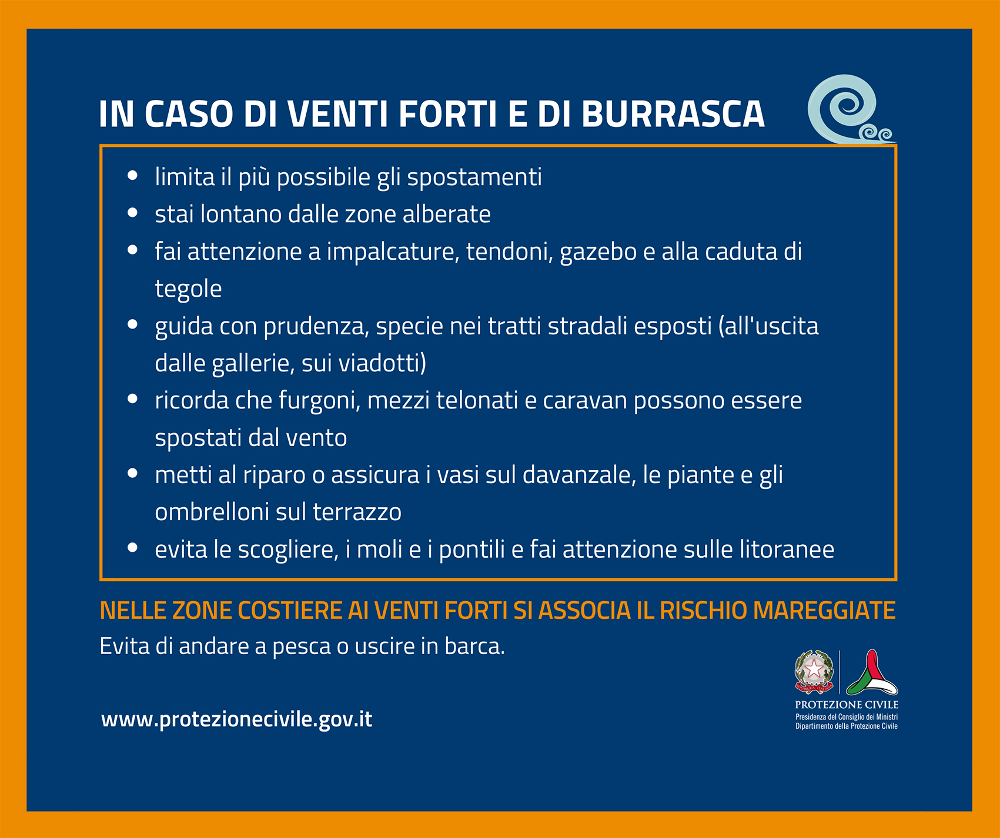 IN CASO DI VENTI FORTI E DI BURRASCA
• limita il più possibile gli spostamenti
• stai lontano dalle zone alberate
• fai attenzione a impalcature, tendoni, gazebo e alla caduta di
tegole
• guida con prudenza, specie nei tratti stradali esposti (all'uscita
dalle gallerie, sui viadotti)
• ricorda che furgoni, mezzi telonati e caravan possono essere
spostati dal vento
• metti al riparo o assicura i vasi sul davanzale, le piante e gli
ombrelloni sul terrazzo
• evita le scogliere, i moli e i pontili e fai attenzione sulle litoranee
NELLE ZONE COSTIERE AI VENTI FORTI SI ASSOCIA IL RISCHIO MAREGGIATE
Evita di andare a pesca o uscire in barca.
REPVBBLICA ITALIANA
PROTEZIONE CIVILE
Presidenza del Consiglio dei Ministri
Dipartimento della Protezione Civile
www.protezionecivile.gov.it